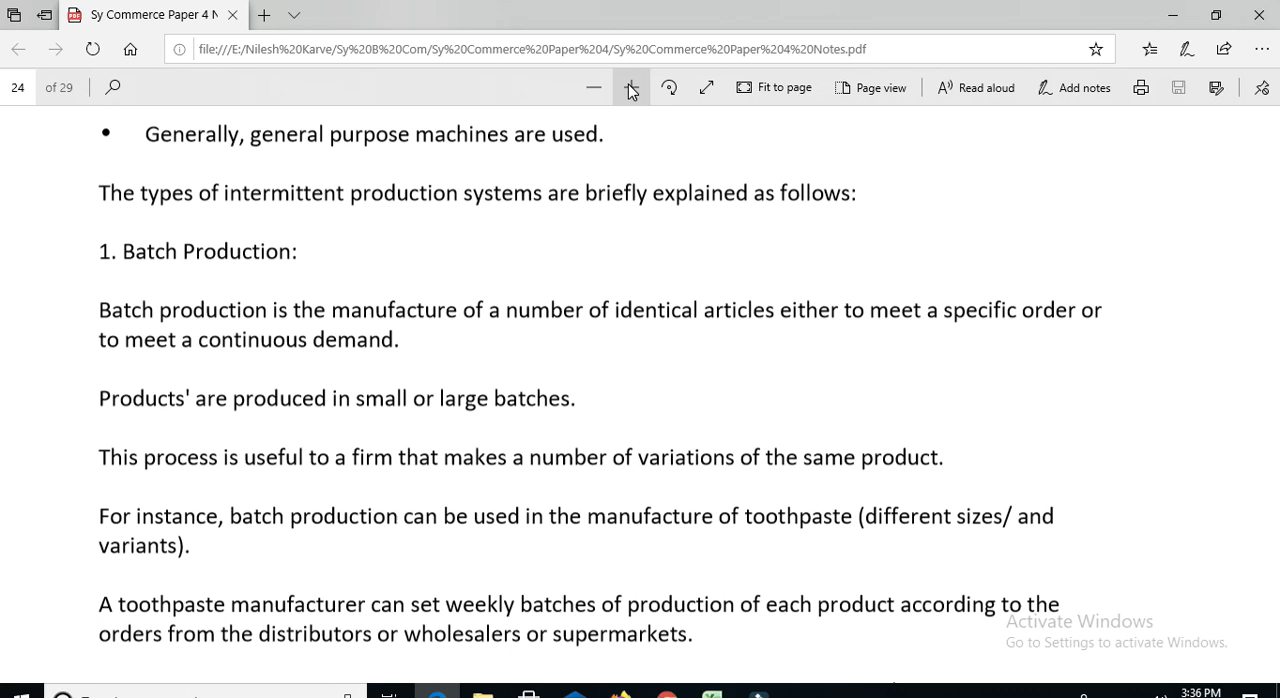 Sy Commerce Paper 4 N
file:///E:/Nilesh%20Karve/Sy%20B%20Com/Sy%20Commerce%20Paper%204/Sy%20Commerce%20Paper%204%20Notes.pdf
24 of 29 Fit to page Page view Read aloud Add notes
• Generally, general purpose machines are used.
The types of intermittent production systems are briefly explained as follows:
1. Batch Production:
Batch production is the manufacture of a number of identical articles either to meet a specific order or
to meet a continuous demand.
Products' are produced in small or large batches.
This process is useful to a firm that makes a number of variations of the same product.
For instance, batch production can be used in the manufacture of toothpaste (different sizes/ and
variants).
A toothpaste manufacturer can set weekly batches of production of each product according to the
orders from the distributors or wholesalers or supermarkets.
Activate Windows
Go to Settings to activate Windows.
3:36 PM